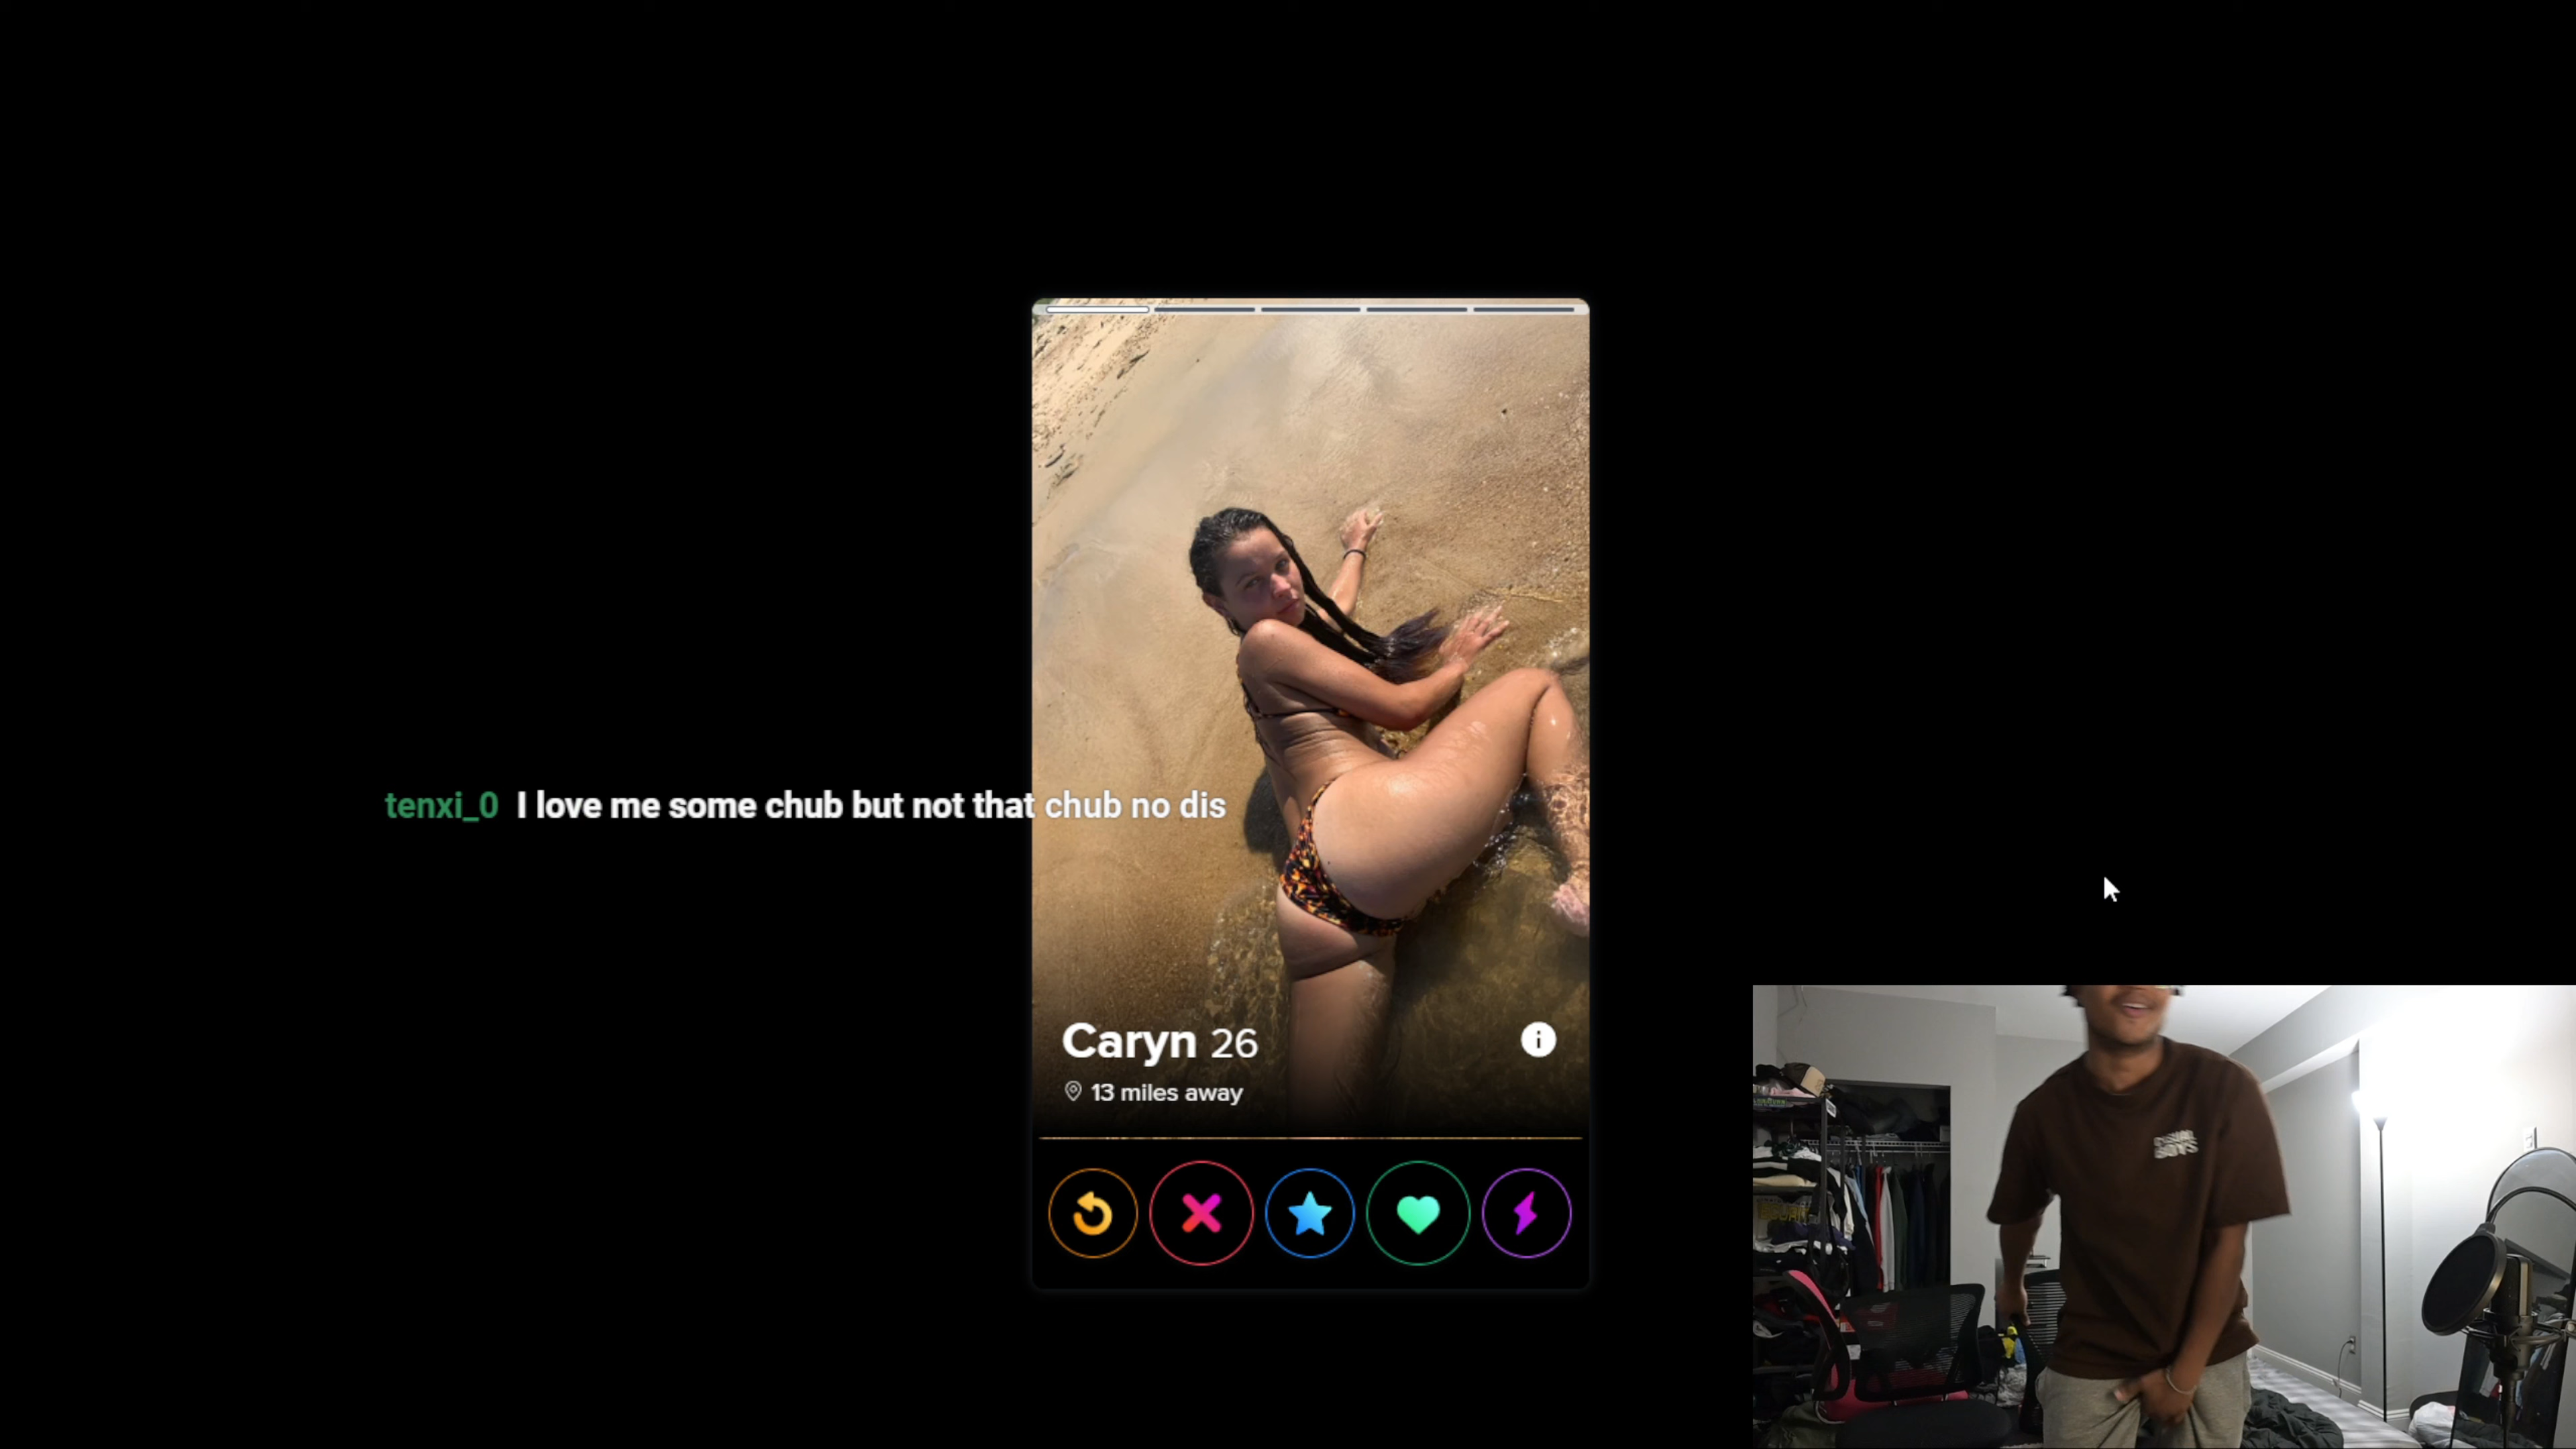 tenxi_0 I love me some chub but not that chub no dis
Caryn 26
13 miles away